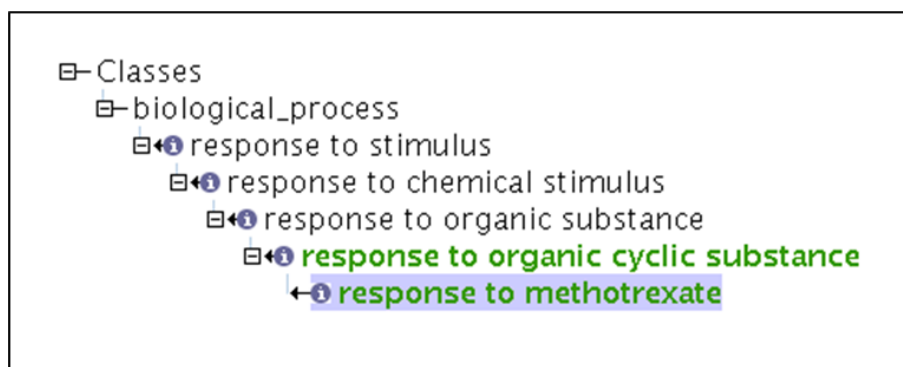 Classes
biological_process
response to stimulus
response to chemical stimulus
response to organic substance
response to organic cyclic substance
response to methotrexate